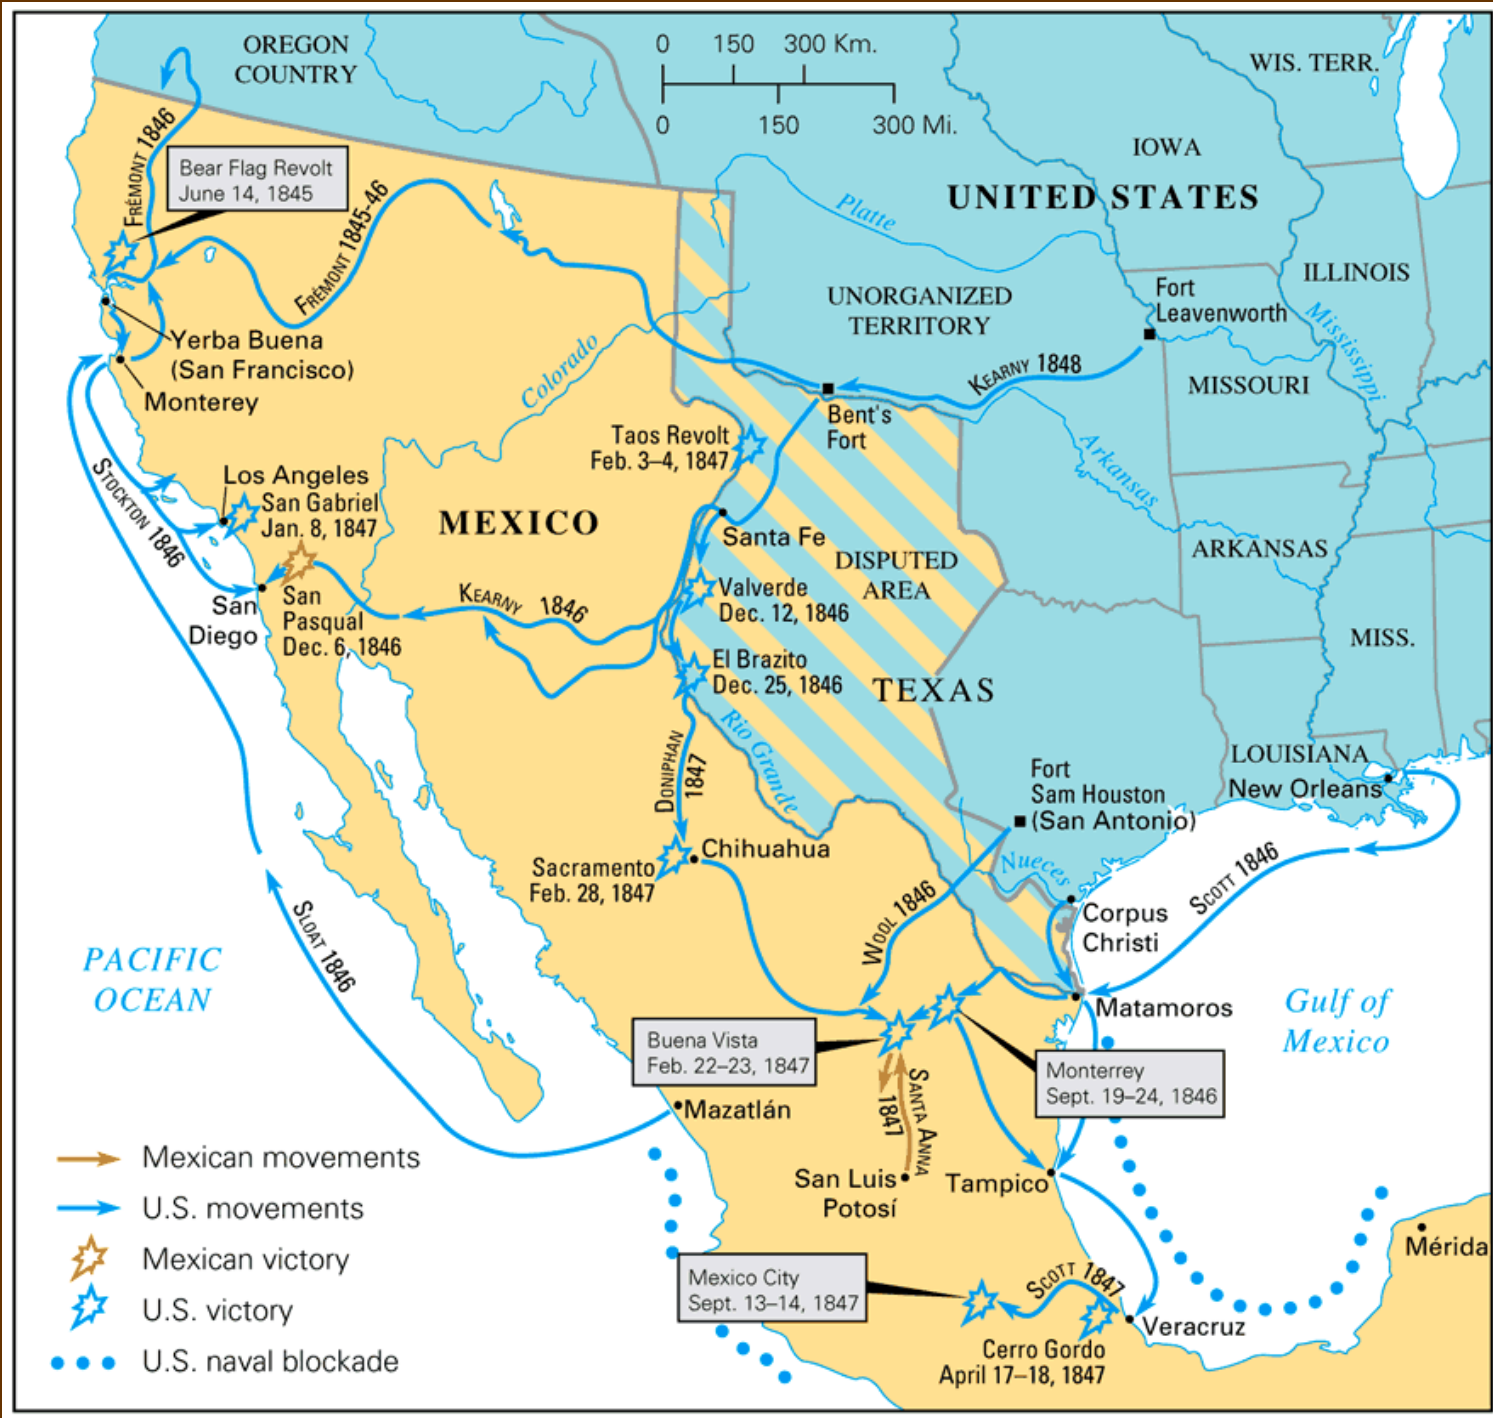 OREGON
COUNTRY
0 150 300 Km.
0 150 300 Mi.
WIS. TERR.
IOWA
UNITED STATES
FRÉMONT 1846
Bear Flag Revolt
June 14, 1845
FRÉMONT 1845-46
Platte
ILLINOIS
UNORGANIZED
TERRITORY
Fort
Leavenworth
Mississippi
Yerba Buena
(San Francisco)
Monterey
Colorado
KEARNY 1848
MISSOURI
Bent's
Fort
Taos Revolt
Feb. 3–4, 1847
Arkansas
STOCKTON 1846
Los Angeles
San Gabriel
Jan. 8, 1847
MEXICO
Santa Fe
DISPUTED
AREA
ARKANSAS
San
Diego
San
Pasqual
Dec. 6, 1846
KEARNY 1846
Valverde
Dec. 12, 1846
MISS.
El Brazito
Dec. 25, 1846
TEXAS
Rio Grande
DONIPHAN
1847
LOUISIANA
New Orleans
Fort
Sam Houston
(San Antonio)
Chihuahua
Sacramento
Feb. 28, 1847
Nueces
SCOTT 1846
WOOL 1846
Corpus
Christi
SLOAT 1846
PACIFIC
OCEAN
Matamoros
Gulf of
Mexico
Buena Vista
Feb. 22–23, 1847
Monterrey
Sept. 19–24, 1846
SANTA ANNA
1847
Mazatlán
San Luis
Potosí
Tampico
Mérida
Mexico City
Sept. 13–14, 1847
SCOTT 1847
Veracruz
Cerro Gordo
April 17–18, 1847
Mexican movements
U.S. movements
Mexican victory
U.S. victory
U.S. naval blockade